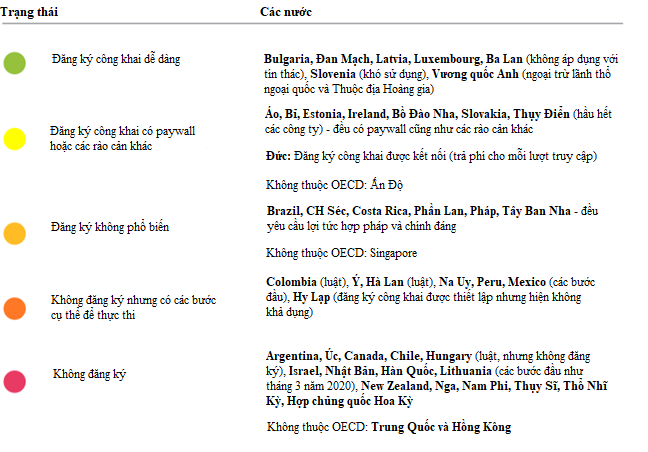 Trạng thái
Các nước
Đăng ký công khai dễ dàng
Bulgaria, Đan Mạch, Latvia, Luxembourg, Ba Lan (không áp dụng với
tin thác), Slovenia (khó sử dụng), Vương quốc Anh (ngoại trừ lãnh thổ
ngoại quốc và Thuộc địa Hoàng gia)
Đăng ký công khai có paywall
hoặc các rào cản khác
Áo, Bỉ, Estonia, Ireland, Bồ Đào Nha, Slovakia, Thụy Điển (hầu hết
các công ty) - đều có paywall cũng như các rào cản khác
Đức: Đăng ký công khai được kết nối (trả phí cho mỗi lượt truy cập)
Không thuộc OECD: Ấn Độ
Đăng ký không phổ biến
Brazil, CH Séc, Costa Rica, Phần Lan, Pháp, Tây Ban Nha - đều
yêu cầu lợi tức hợp pháp và chính đáng
Không thuộc OECD: Singapore
Không đăng ký nhưng có các bước
cụ thể để thực thi
Colombia (luật), Ý, Hà Lan (luật), Na Uy, Peru, Mexico (các bước
đầu), Hy Lạp (đăng ký công khai được thiết lập nhưng hiện không
khả dụng)
Không đăng ký
Argentina, Úc, Canada, Chile, Hungary (luật, nhưng không đăng
ký), Israel, Nhật Bản, Hàn Quốc, Lithuania (các bước đầu như
tháng 3 năm 2020), New Zealand, Nga, Nam Phi, Thụy Sĩ, Thổ Nhĩ
Kỳ, Hợp chủng quốc Hoa Kỳ
Không thuộc OECD: Trung Quốc và Hồng Kông